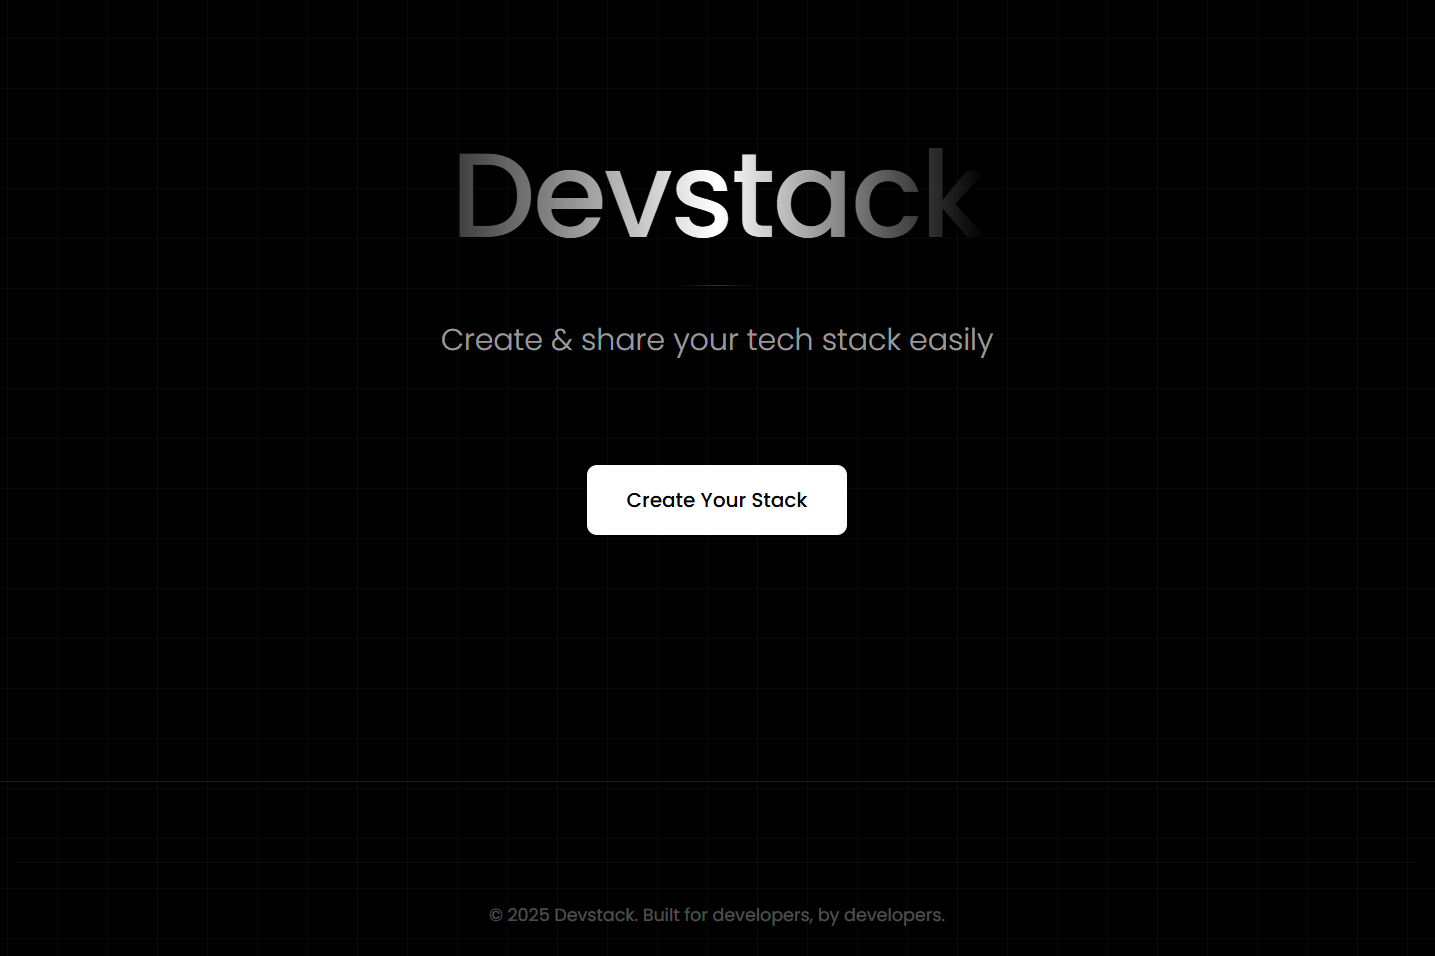 Devstack
Create & share your tech stack easily
Create Your Stack
© 2025 Devstack. Built for developers, by developers.